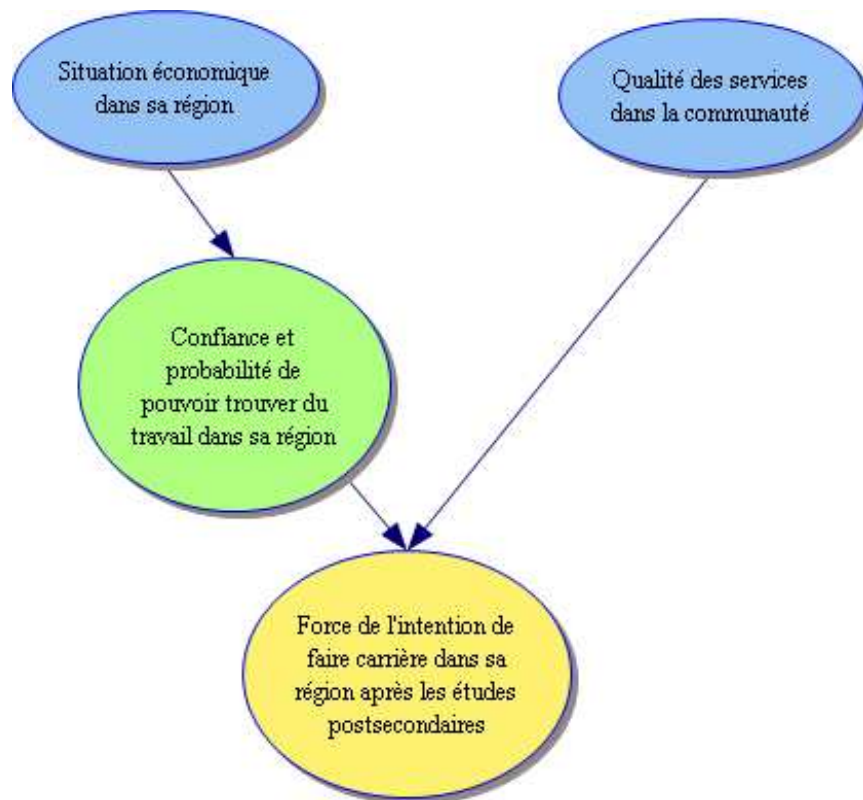 Situation économique
dans sa région
Qualité des services
dans la communauté
Confiance et
probabilité de
pouvoir trouver du
travail dans sa région
Force de l'intention de
faire carrière dans sa
région après les études
postsecondaires